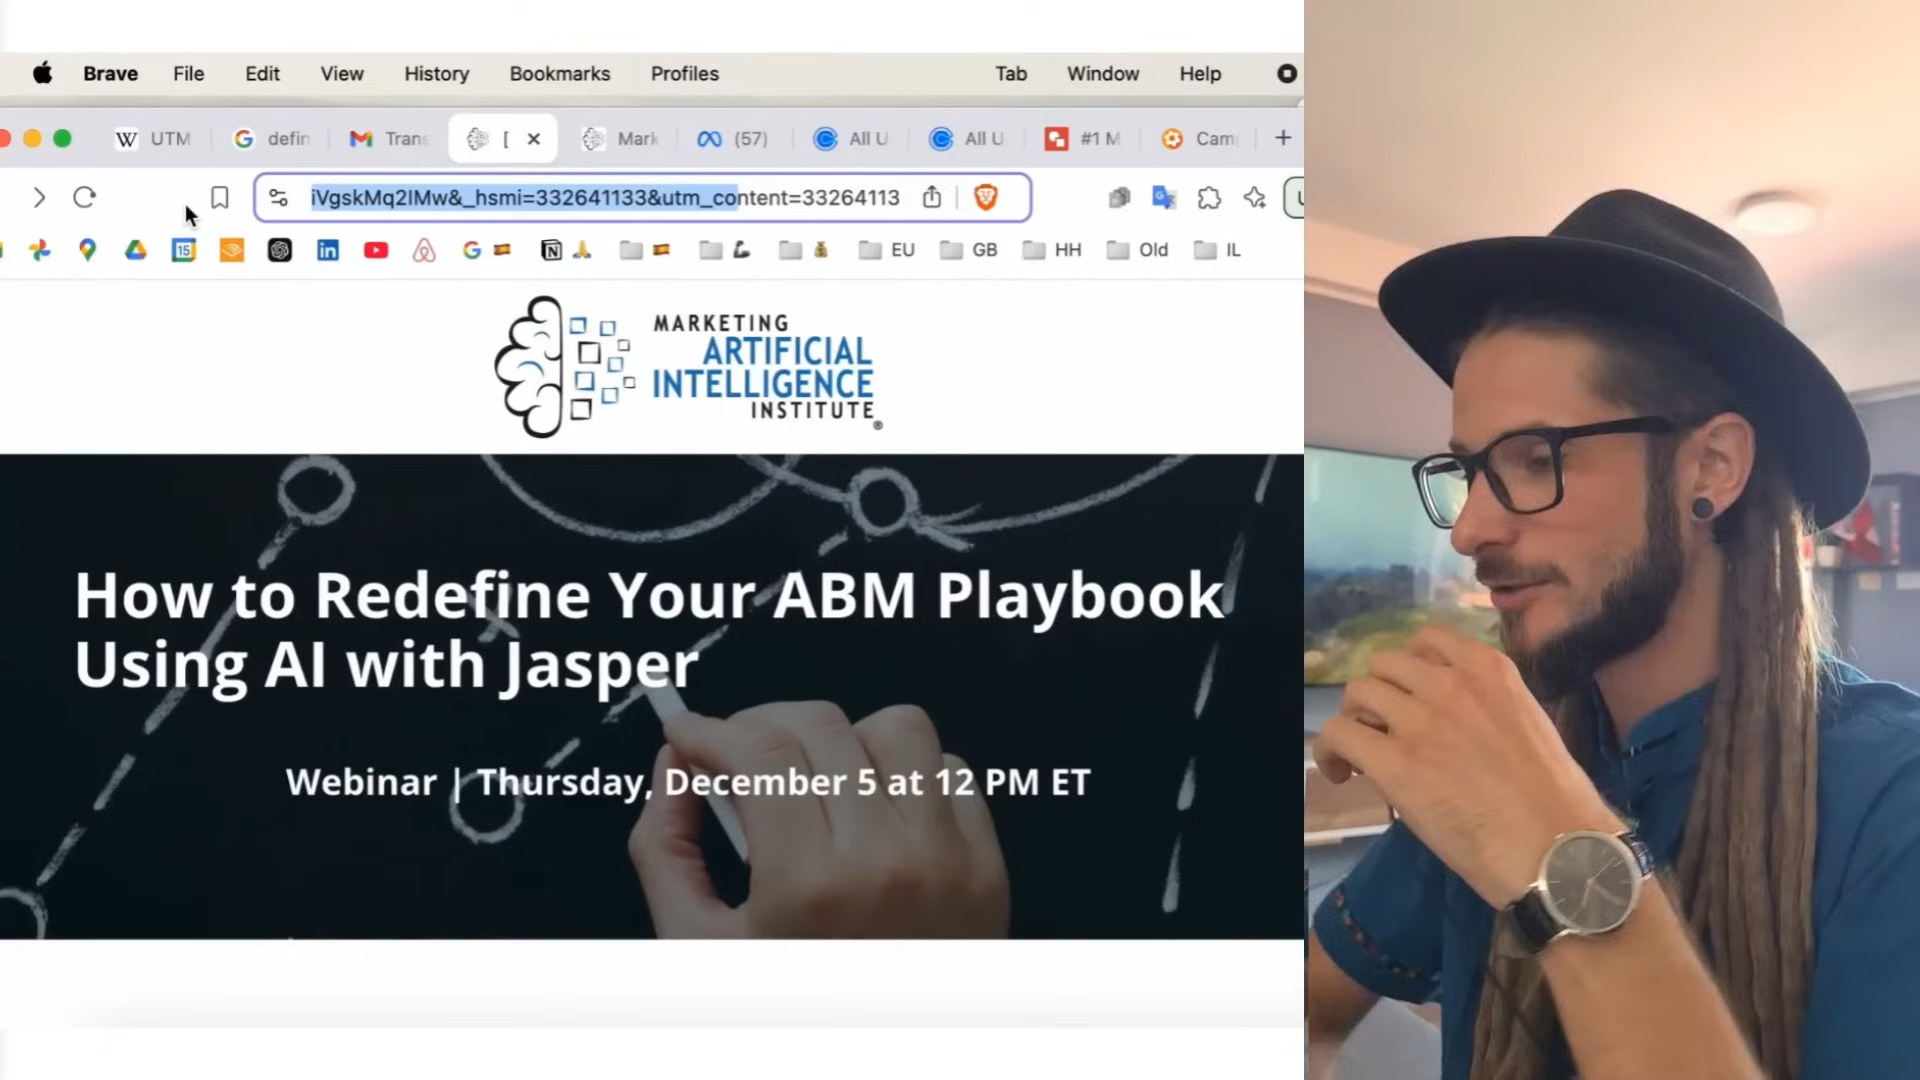 Brave File Edit View History Bookmarks Profiles Tab Window Help
W UTM G defin Trans [ Mark (57) All U All U #1 M Cam
iVgskMq2IMw&_hsmi=332641133&utm_content=33264113
15 in G N EU GB HH Old IL
MARKETING
ARTIFICIAL
INTELLIGENCE
INSTITUTE®
How to Redefine Your ABM Playbook
Using AI with Jasper
Webinar | Thursday, December 5 at 12 PM ET